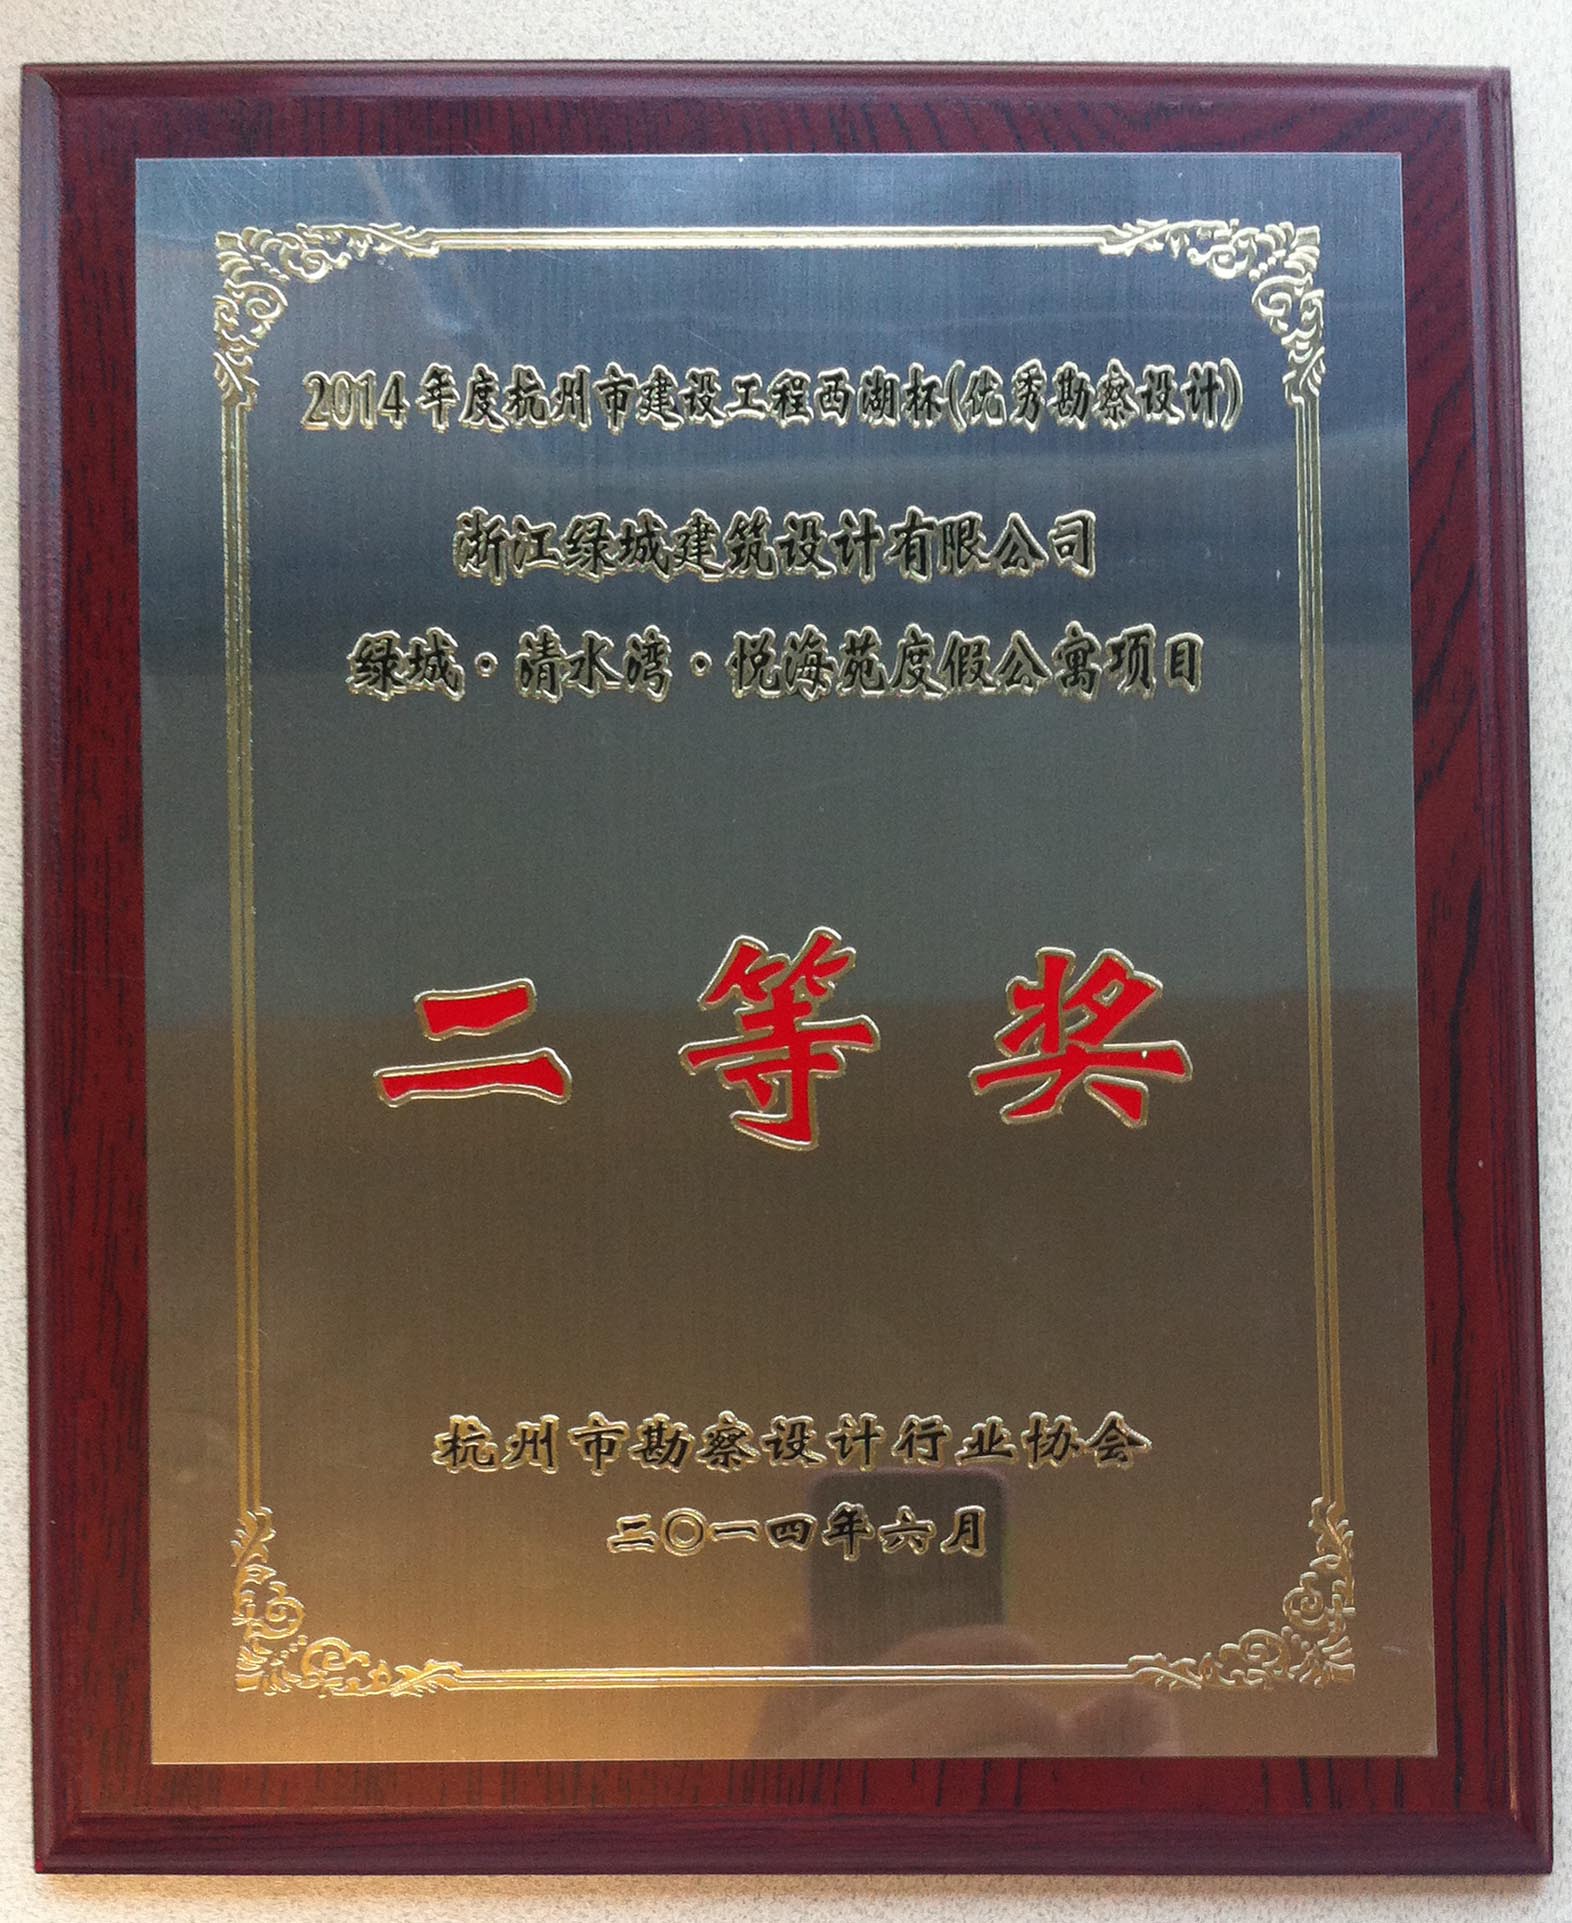 2014年度杭州市建设工程西湖杯(优秀勘察设计)
浙江绿城建筑设计有限公司
绿城·清水湾·悦海苑度假公寓项目
二等奖
杭州市勘察设计行业协会
二〇一四年六月